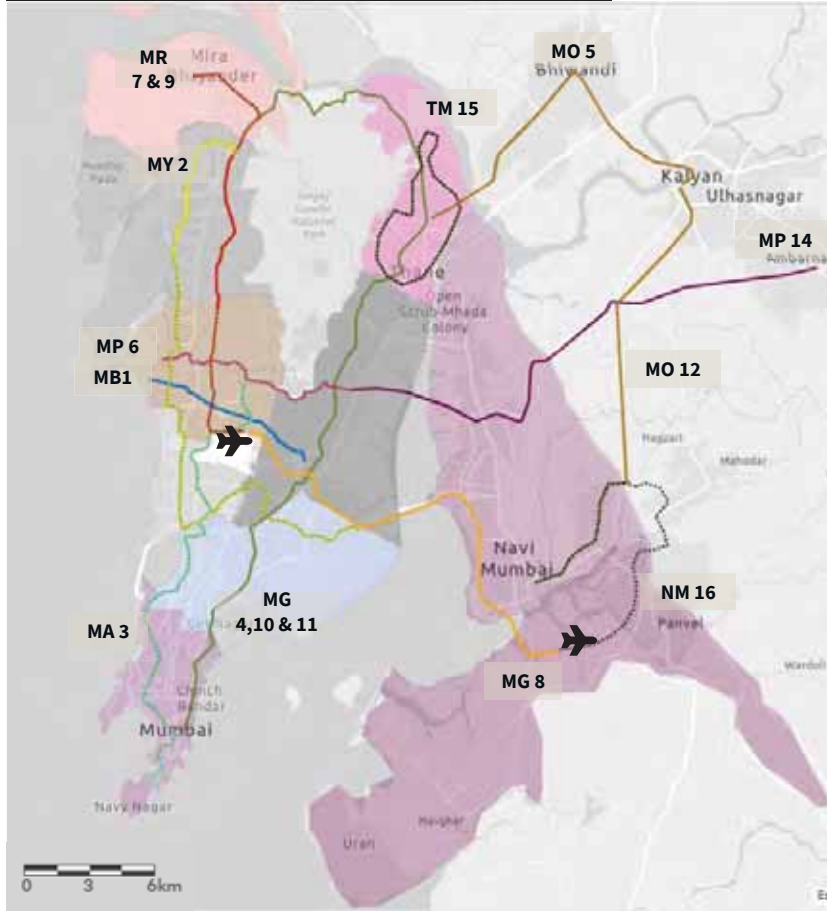 MR
7 & 9
Mira
Bhayander
MO 5
Bhiwandi
TM 15
MY 2
Kalyan
Ulhasnagar
MP 14
Thane
Open
Scrub-Mhada
Colony
MP 6
MB1
MO 12
Navi
Mumbai
NM 16
Panvel
MG
4,10 & 11
MA 3
MG 8
Chinch
Bandar
Mumbai
Navy Nagar
Uran
0 3 6km